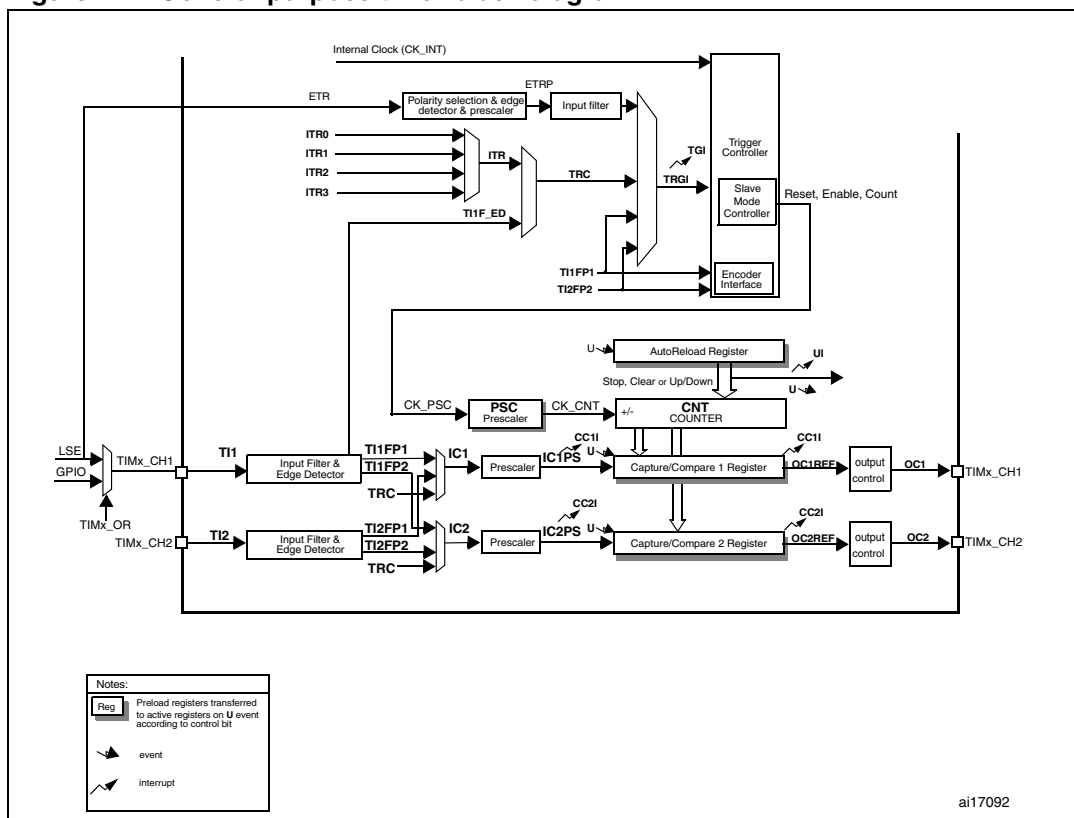 Internal Clock (CK_INT)
ETR
Polarity selection & edge
detector & prescaler
ETRP
Input filter
ITR0
ITR1
ITR2
ITR3
ITR
TI1F_ED
TRC
TGI
TRGI
Trigger
Controller
Slave
Mode
Controller
Reset, Enable, Count
TI1FP1
TI2FP2
Encoder
Interface
U
AutoReload Register
UI
Stop, Clear or Up/Down
U
CK_PSC
PSC
Prescaler
CK_CNT
+/-
CNT
COUNTER
LSE
GPIO
TIMx_CH1
TIMx_OR
TI1
Input Filter &
Edge Detector
TI1FP1
TI1FP2
TRC
IC1
Prescaler
CC1I
IC1PS
U
Capture/Compare 1 Register
CC1I
OC1REF
output
control
OC1
TIMx_CH1
TIMx_CH2
TI2
Input Filter &
Edge Detector
TI2FP1
TI2FP2
TRC
IC2
Prescaler
CC2I
IC2PS
U
Capture/Compare 2 Register
CC2I
OC2REF
output
control
OC2
TIMx_CH2
Notes:
Reg
Preload registers transferred
to active registers on U event
according to control bit
event
interrupt
ai17092